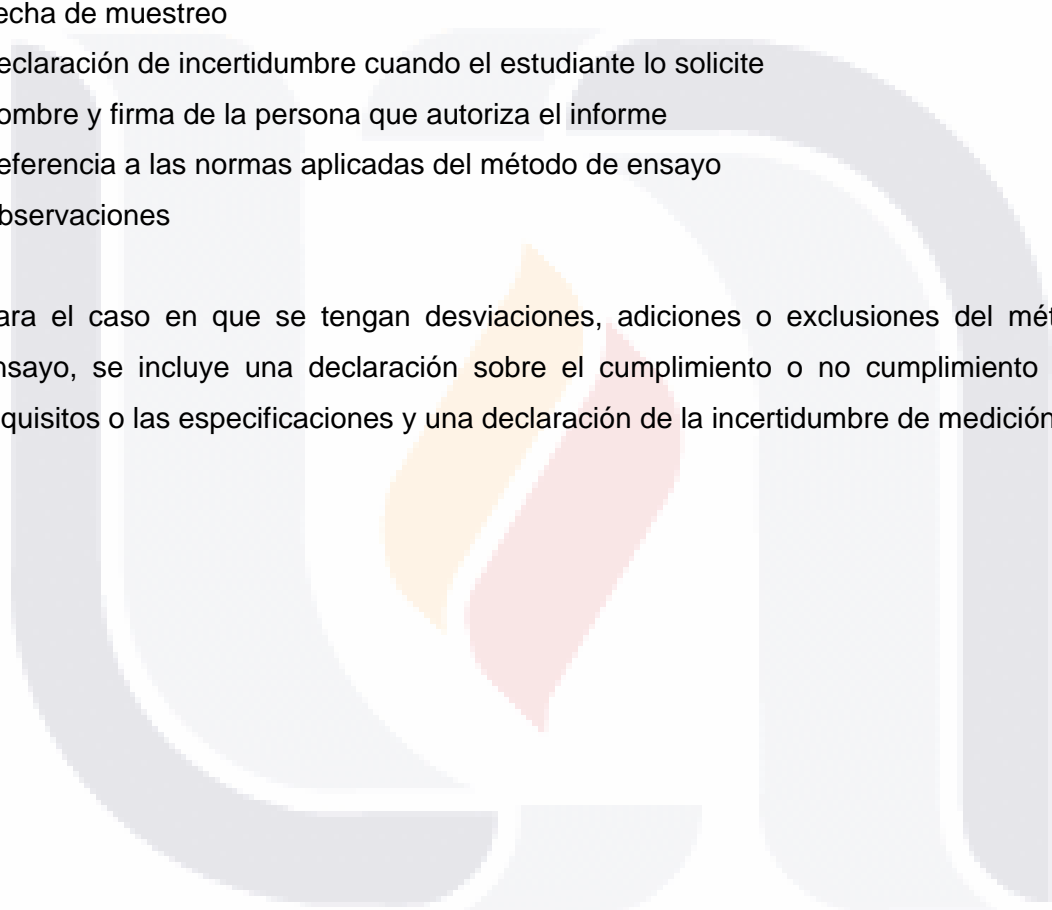 echa de muestreo
eclaración de incertidumbre cuando el estudiante lo solicite
ombre y firma de la persona que autoriza el informe
eferencia a las normas aplicadas del método de ensayo
bservaciones
ara el caso en que se tengan desviaciones, adiciones o exclusiones del mét
nsayo, se incluye una declaración sobre el cumplimiento o no cumplimiento
quisitos o las especificaciones y una declaración de la incertidumbre de medición